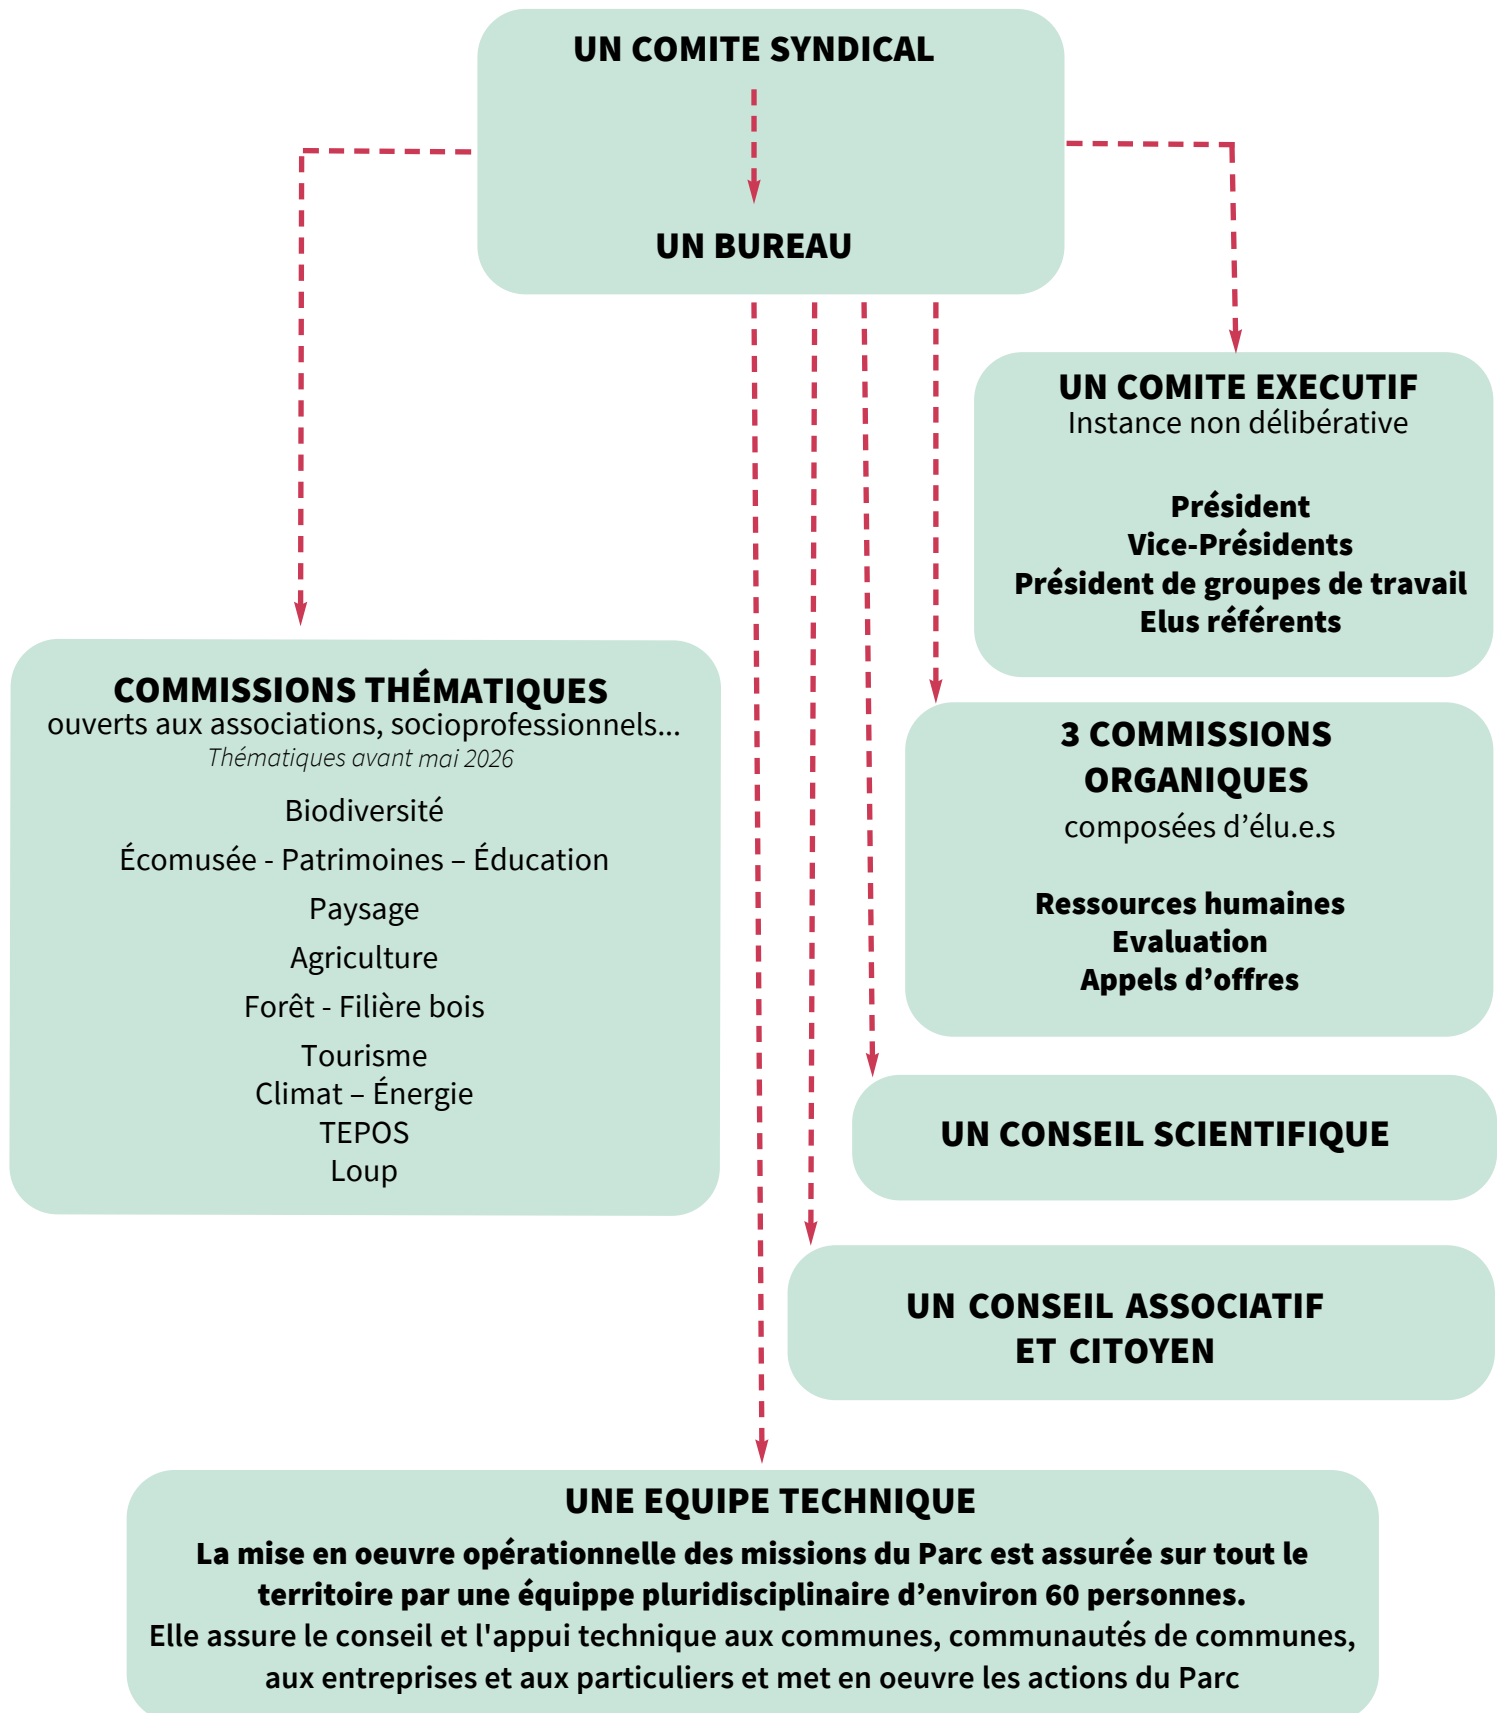 UN COMITE SYNDICAL
UN BUREAU
UN COMITE EXECUTIF
Instance non délibérative
Président
Vice-Présidents
Président de groupes de travail
Elus référents
COMMISSIONS THÉMATIQUES
ouverts aux associations, socioprofessionnels...
Thématiques avant mai 2026
Biodiversité
Écomusée - Patrimoines – Éducation
Paysage
Agriculture
Forêt - Filière bois
Tourisme
Climat – Énergie
TEPOS
Loup
3 COMMISSIONS
ORGANIQUES
composées d’élu.e.s
Ressources humaines
Evaluation
Appels d’offres
UN CONSEIL SCIENTIFIQUE
UN CONSEIL ASSOCIATIF
ET CITOYEN
UNE EQUIPE TECHNIQUE
La mise en oeuvre opérationnelle des missions du Parc est assurée sur tout le
territoire par une équippe pluridisciplinaire d’environ 60 personnes.
Elle assure le conseil et l'appui technique aux communes, communautés de communes,
aux entreprises et aux particuliers et met en oeuvre les actions du Parc